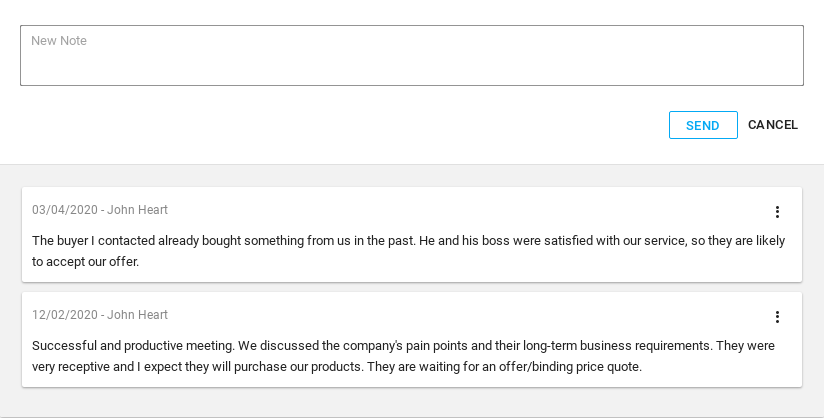 New Note
SEND CANCEL
03/04/2020 - John Heart
The buyer I contacted already bought something from us in the past. He and his boss were satisfied with our service, so they are likely
to accept our offer.
12/02/2020 - John Heart
Successful and productive meeting. We discussed the company's pain points and their long-term business requirements. They were
very receptive and I expect they will purchase our products. They are waiting for an offer/binding price quote.